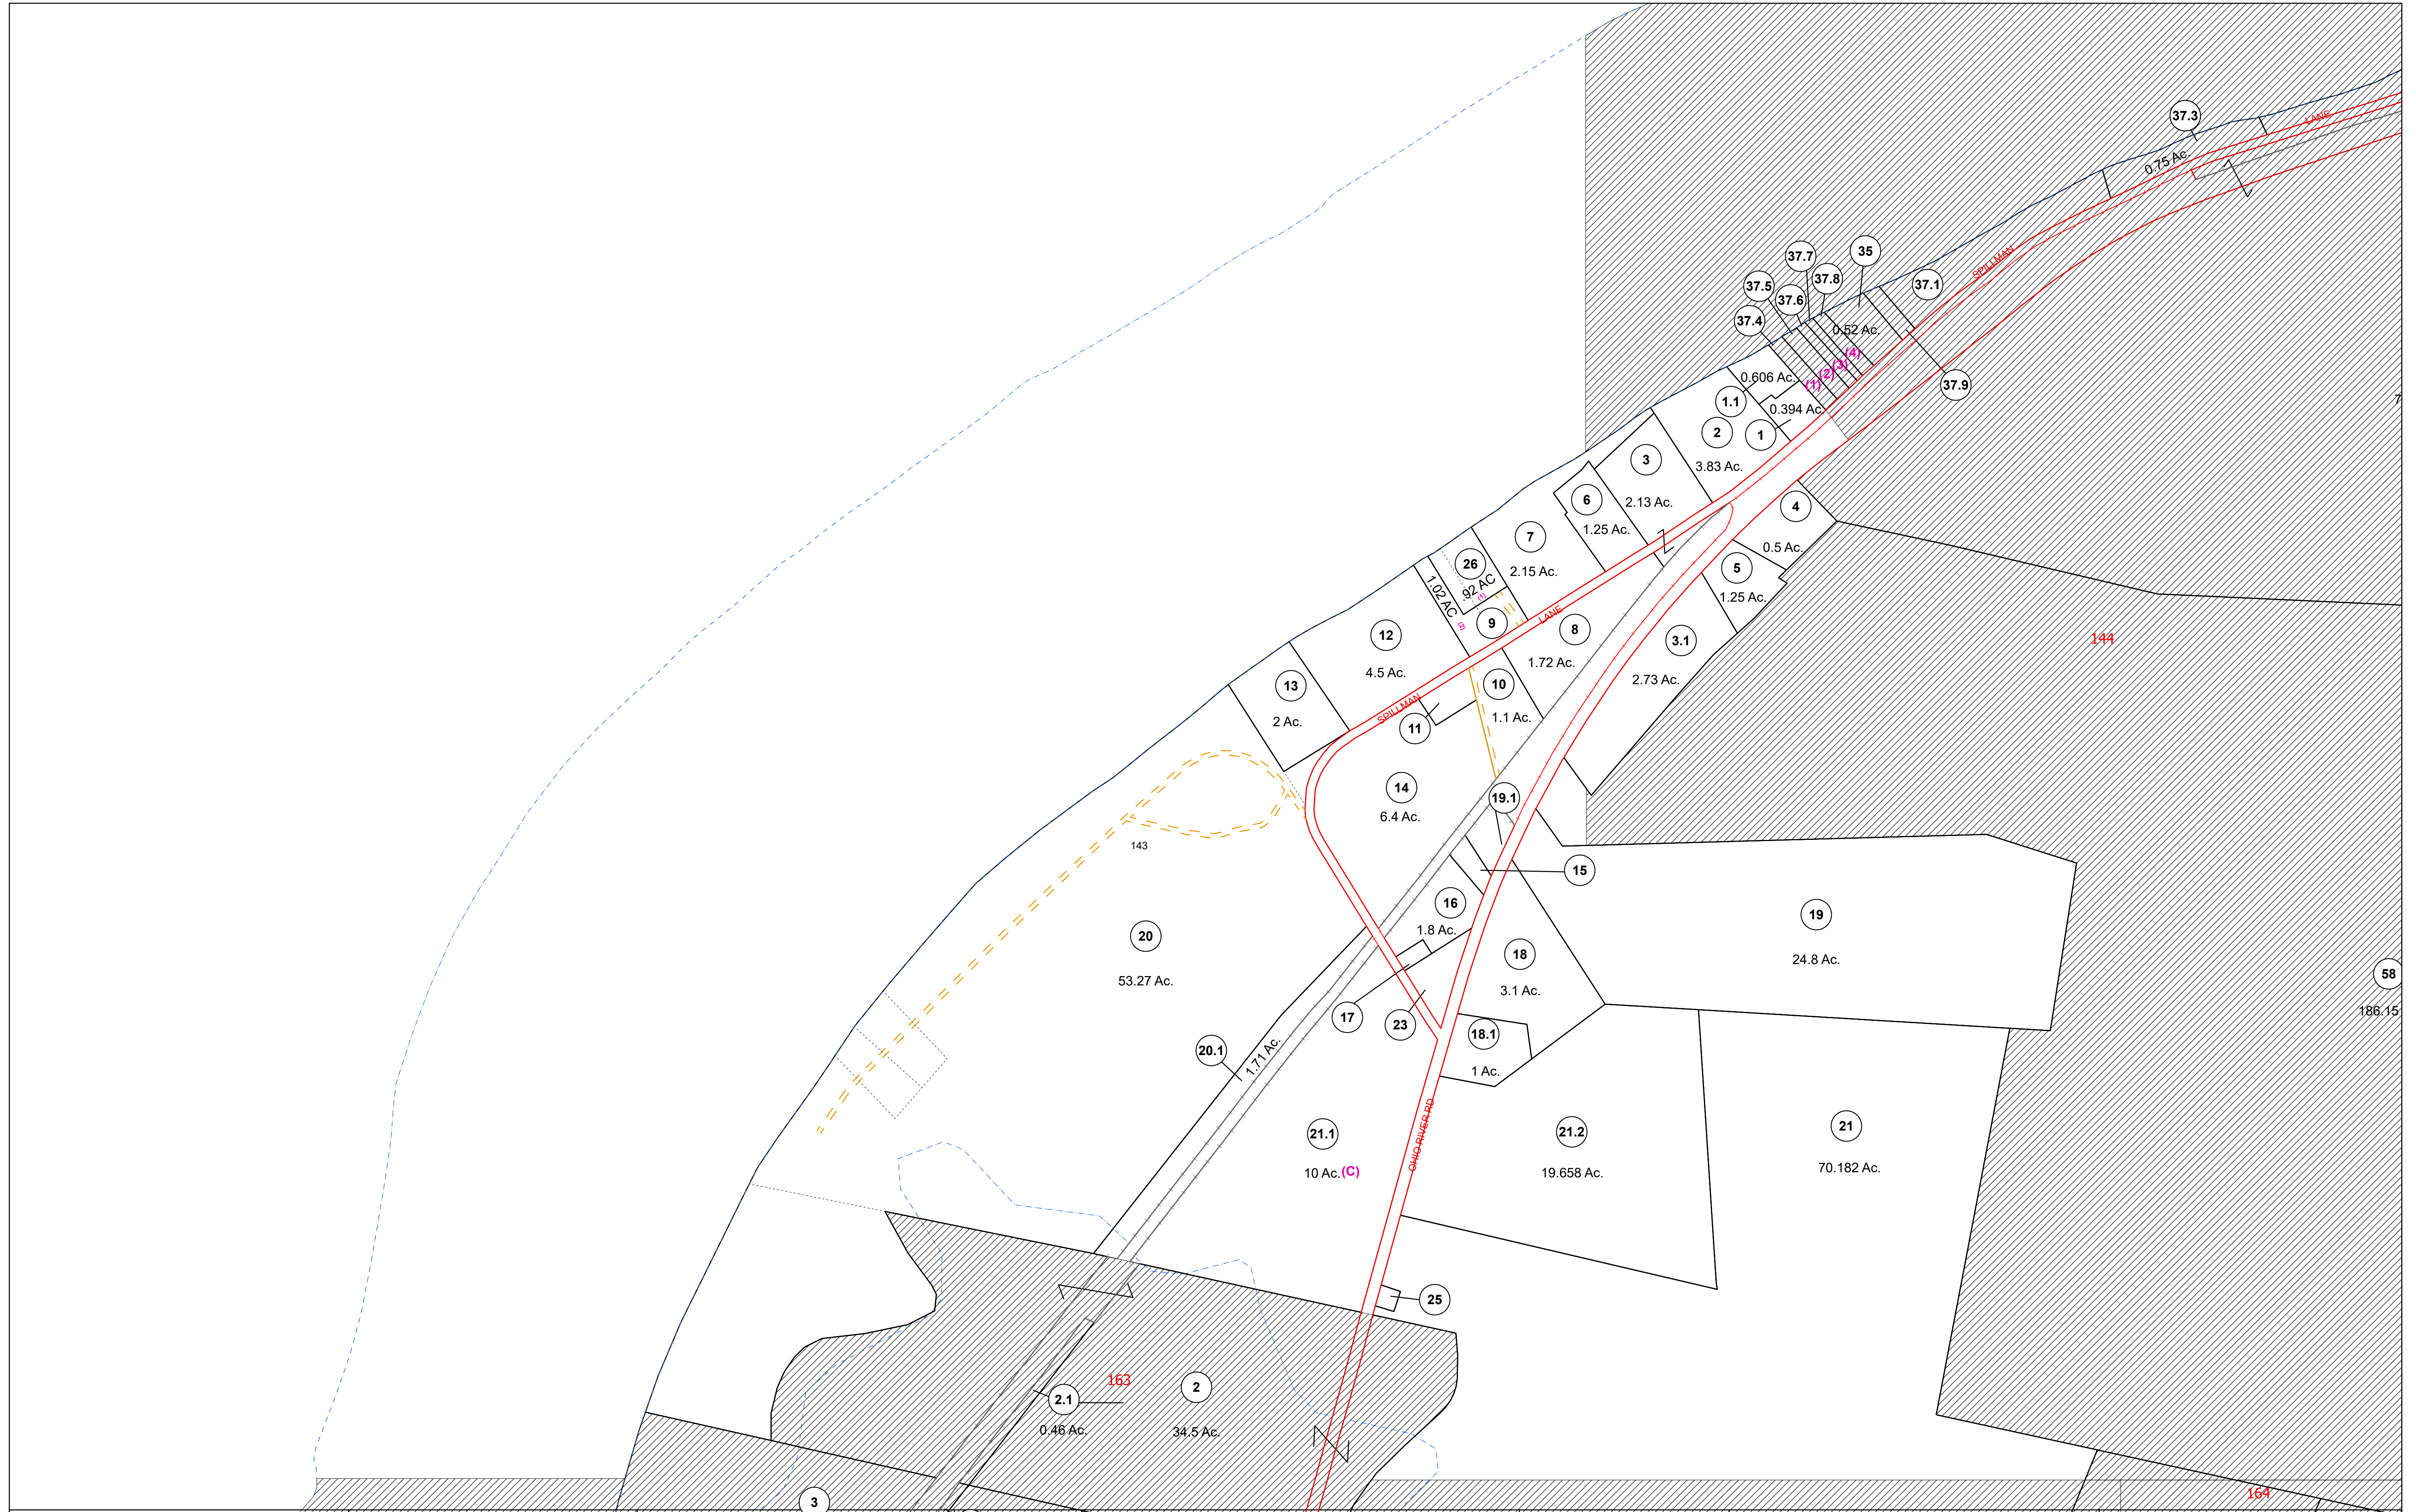 37.3
LANE
0.75 Ac.
37.7
35
37.8
37.1
SPILLMAN
37.5
37.6
37.4
0.52 Ac.
(4)
(3)
(2)
(1)
0.606 Ac.
37.9
1.1
0.394 Ac.
7
2
1
3
3.83 Ac.
6
2.13 Ac.
4
1.25 Ac.
7
0.5 Ac.
26
5
2.15 Ac.
.92 AC
1.02 AC
(1)
1.25 Ac.
LANE
9
8
12
3.1
144
1.72 Ac.
4.5 Ac.
2.73 Ac.
13
10
SPILLMAN
2 Ac.
1.1 Ac.
11
14
19.1
6.4 Ac.
143
15
16
19
1.8 Ac.
20
18
24.8 Ac.
58
53.27 Ac.
3.1 Ac.
186.15
17
23
18.1
20.1
1.71 Ac.
1 Ac.
OHIO RIVER RD
21.1
21.2
21
10 Ac. (C)
19.658 Ac.
70.182 Ac.
25
163
2
2.1
0.46 Ac.
34.5 Ac.
164
3